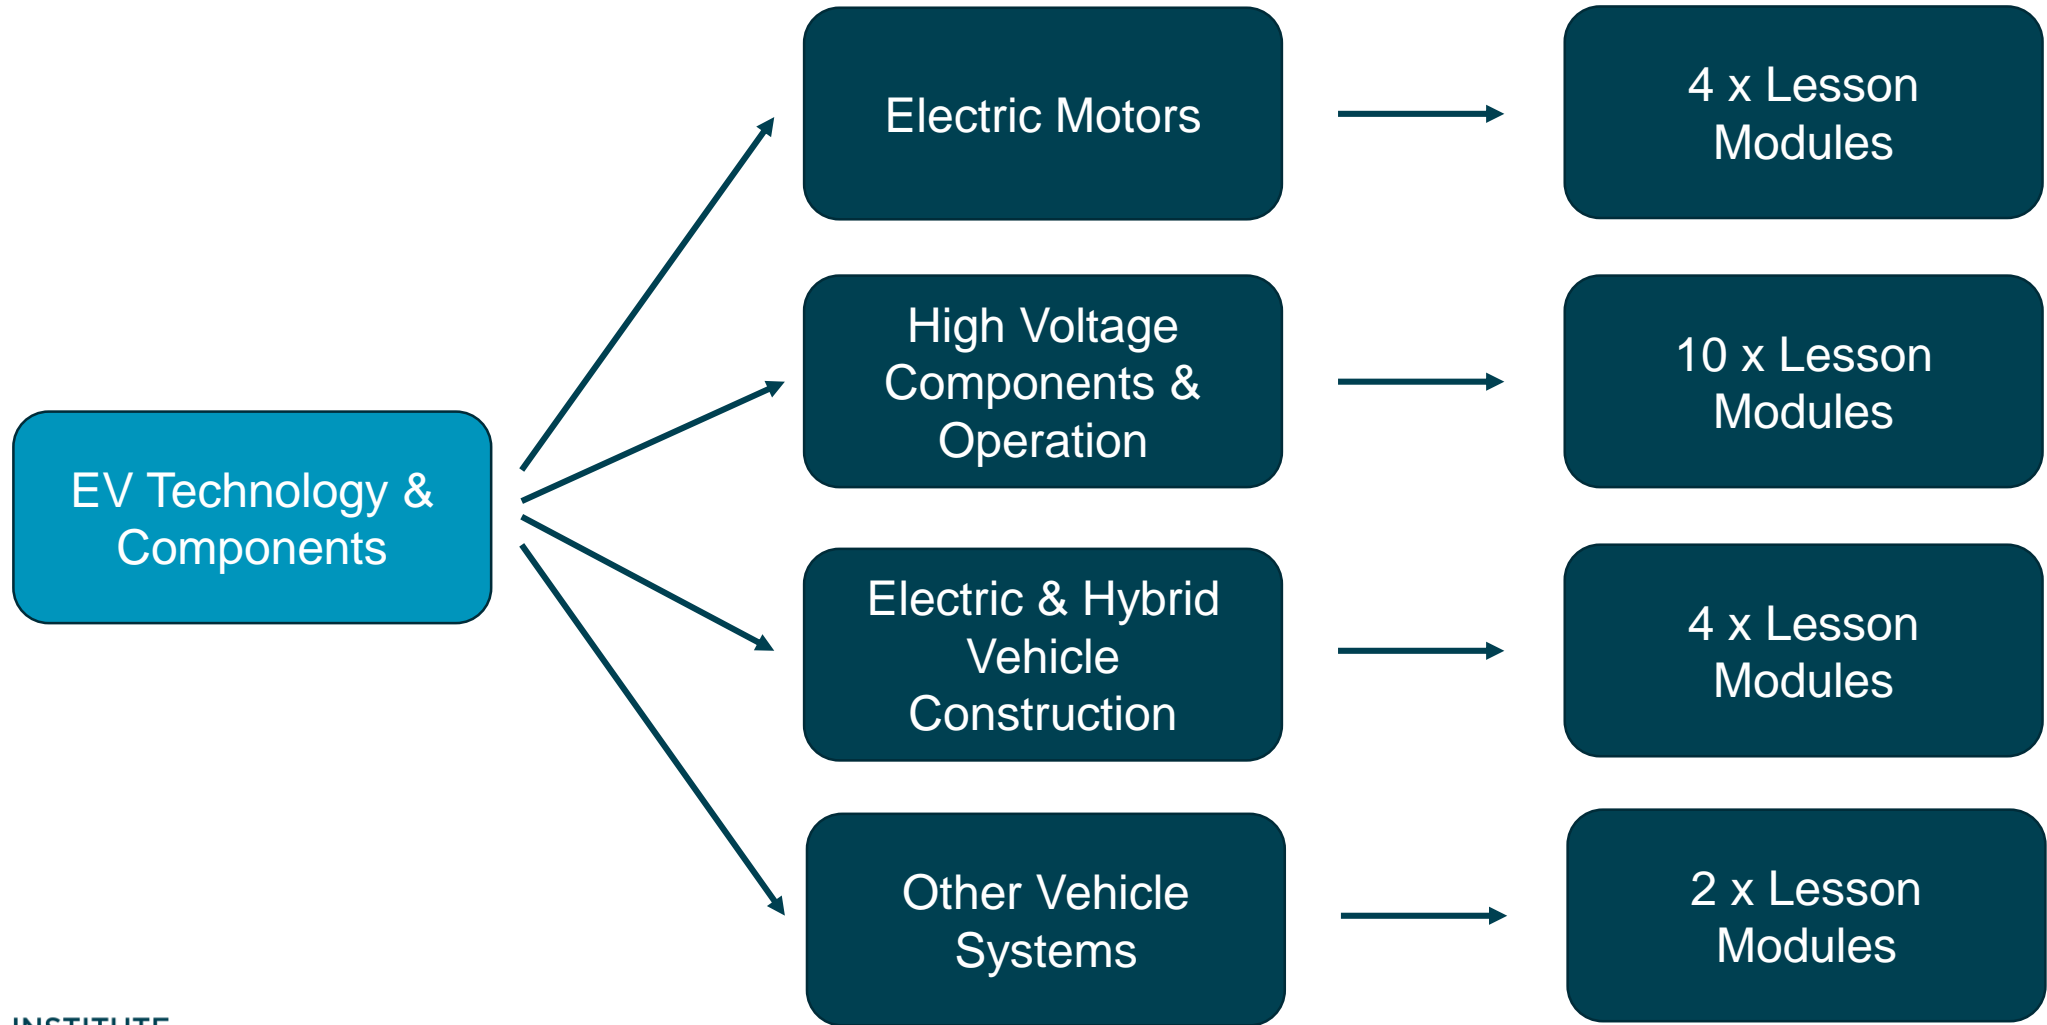 Electric Motors
4 x Lesson
Modules
High Voltage
Components &
Operation
10 x Lesson
Modules
EV Technology &
Components
Electric & Hybrid
Vehicle
Construction
4 x Lesson
Modules
Other Vehicle
Systems
2 x Lesson
Modules
INSTITUTE